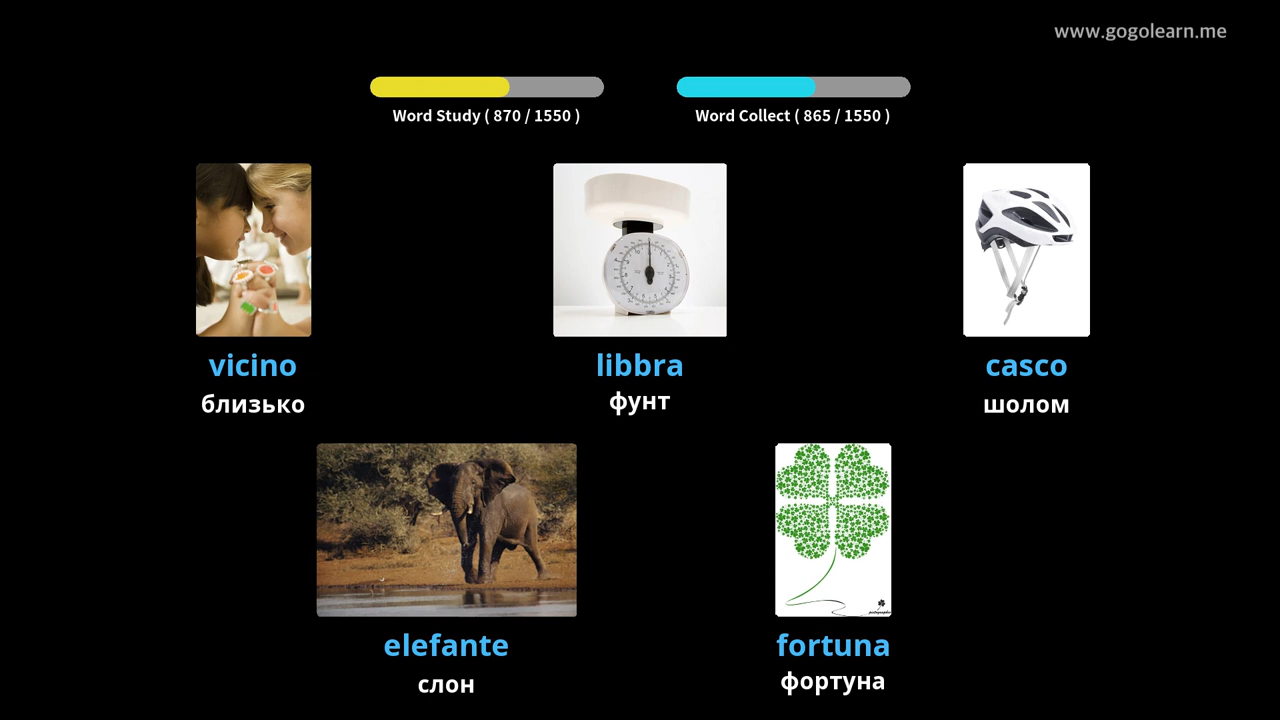 www.gogolearn.me
Word Study ( 870 / 1550 )
Word Collect ( 865 / 1550 )
vicino
близько
libbra
фунт
casco
шолом
elefante
слон
fortuna
фортуна